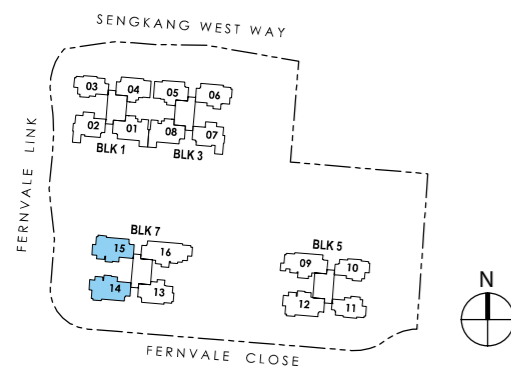 SENGKANG WEST WAY
03 04 05 06
02 01 08 07
BLK 1 BLK 3
FERNVALE LINK
BLK 7
15 16
14 13
BLK 5
09 10
12 11
N
FERNVALE CLOSE